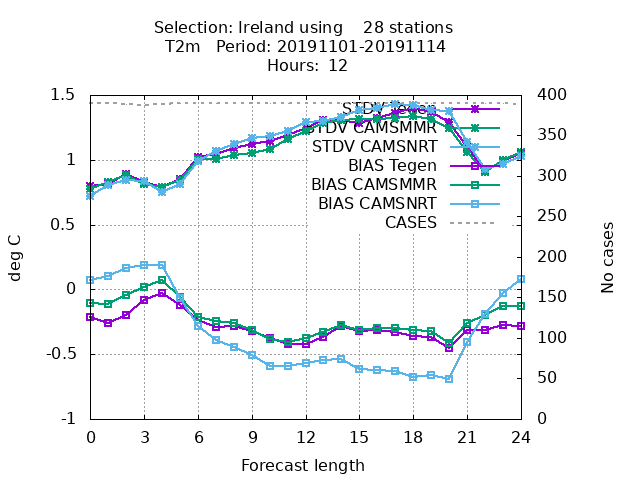 Selection: Ireland using    28 stations
T2m   Period: 20191101-20191114
Hours: 12
1.5
1
0.5
0
-0.5
-1
deg C
400
350
300
250
200
150
100
50
0
No cases
STDV Tegen
STDV CAMSMMR
STDV CAMSNRT
BIAS Tegen
BIAS CAMSMMR
BIAS CAMSNRT
CASES
0 3 6 9 12 15 18 21 24
Forecast length